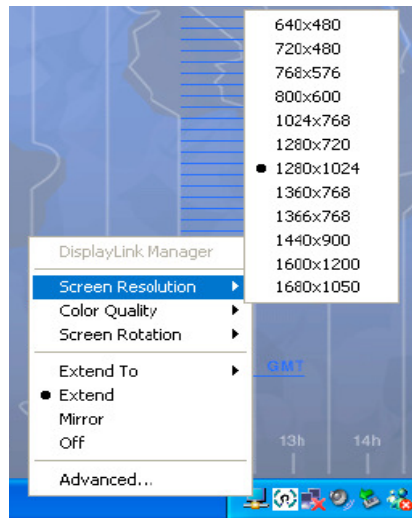 640x480
720x480
768x576
800x600
1024x768
1280x720
1280x1024
1360x768
1366x768
1440x900
1600x1200
1680x1050
DisplayLink Manager
Screen Resolution
Color Quality
Screen Rotation
Extend To
Extend
Mirror
Off
Advanced...
GMT
13h 14h